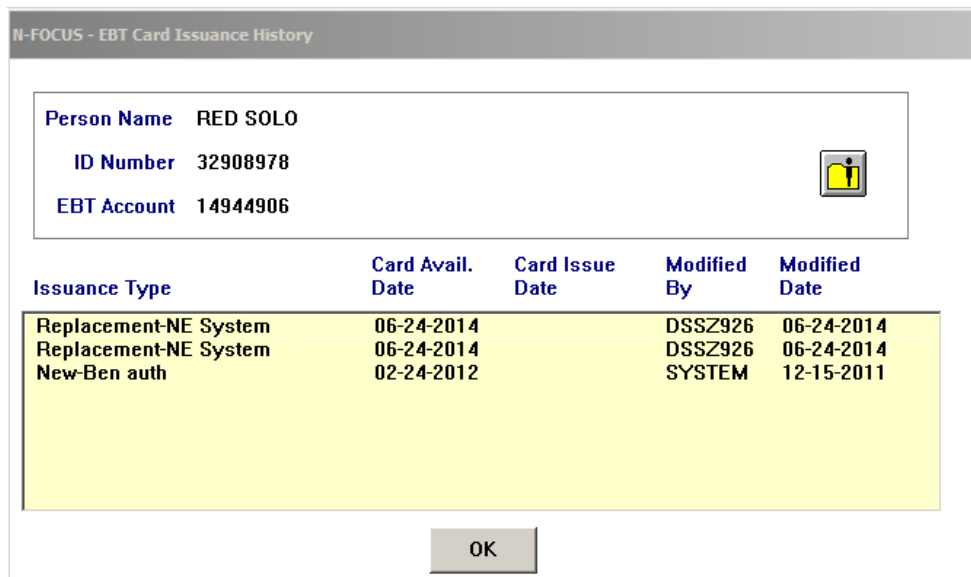 N-FOCUS - EBT Card Issuance History
Person Name RED SOLO
ID Number 32908978
EBT Account 14944906
Issuance Type Card Avail. Date Card Issue Date Modified By Modified Date
Replacement-NE System 06-24-2014 DSSZ926 06-24-2014
Replacement-NE System 06-24-2014 DSSZ926 06-24-2014
New-Ben auth 02-24-2012 SYSTEM 12-15-2011
OK